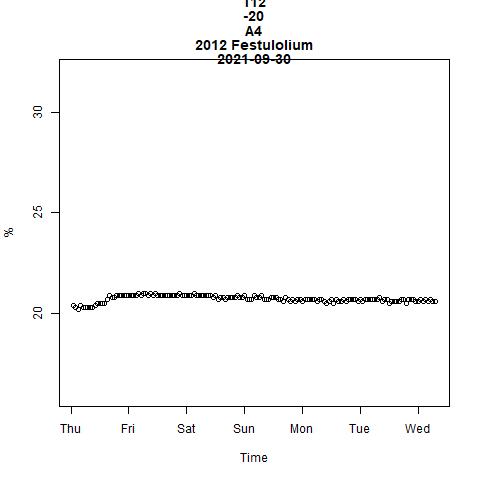 T12
-20
A4
2012 Festulolium
2021-09-30
30
25
20
%
Thu Fri Sat Sun Mon Tue Wed
Time